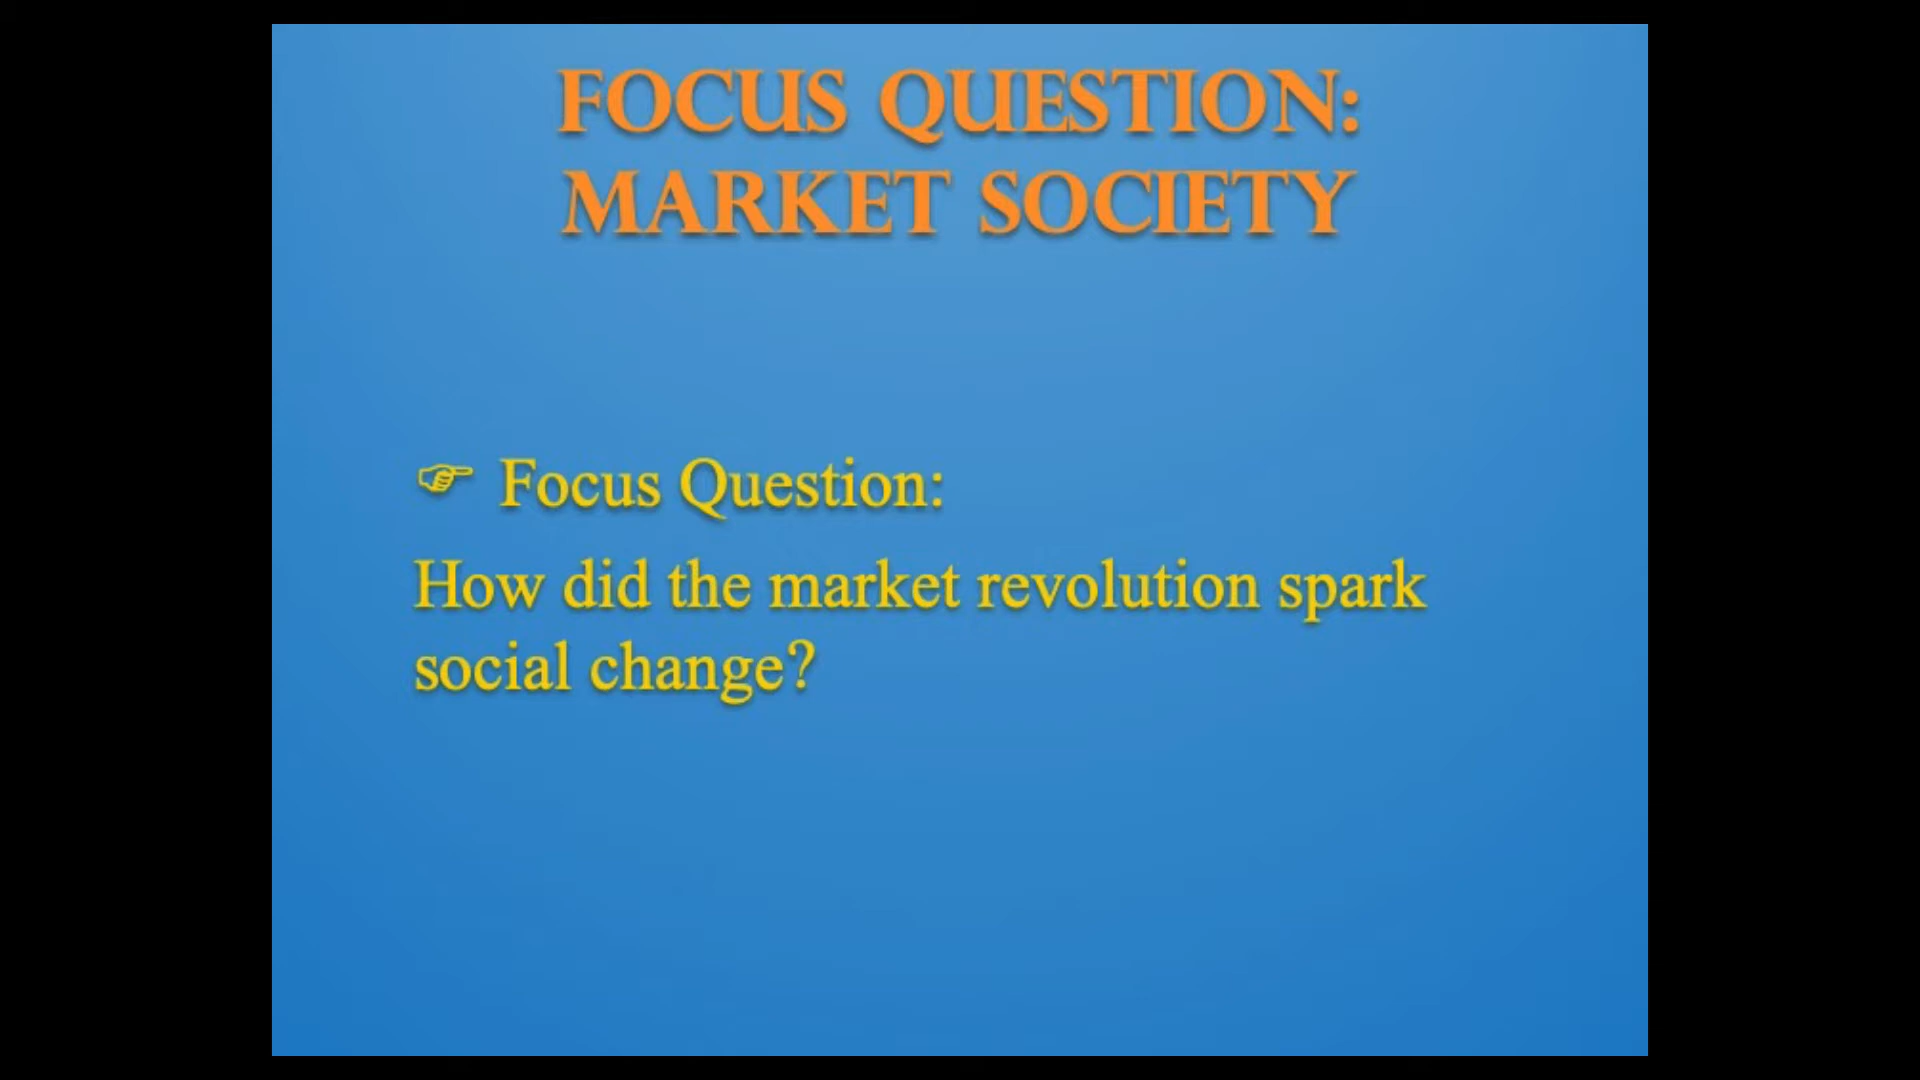 FOCUS QUESTION:
MARKET SOCIETY
☞ Focus Question:
How did the market revolution spark
social change?